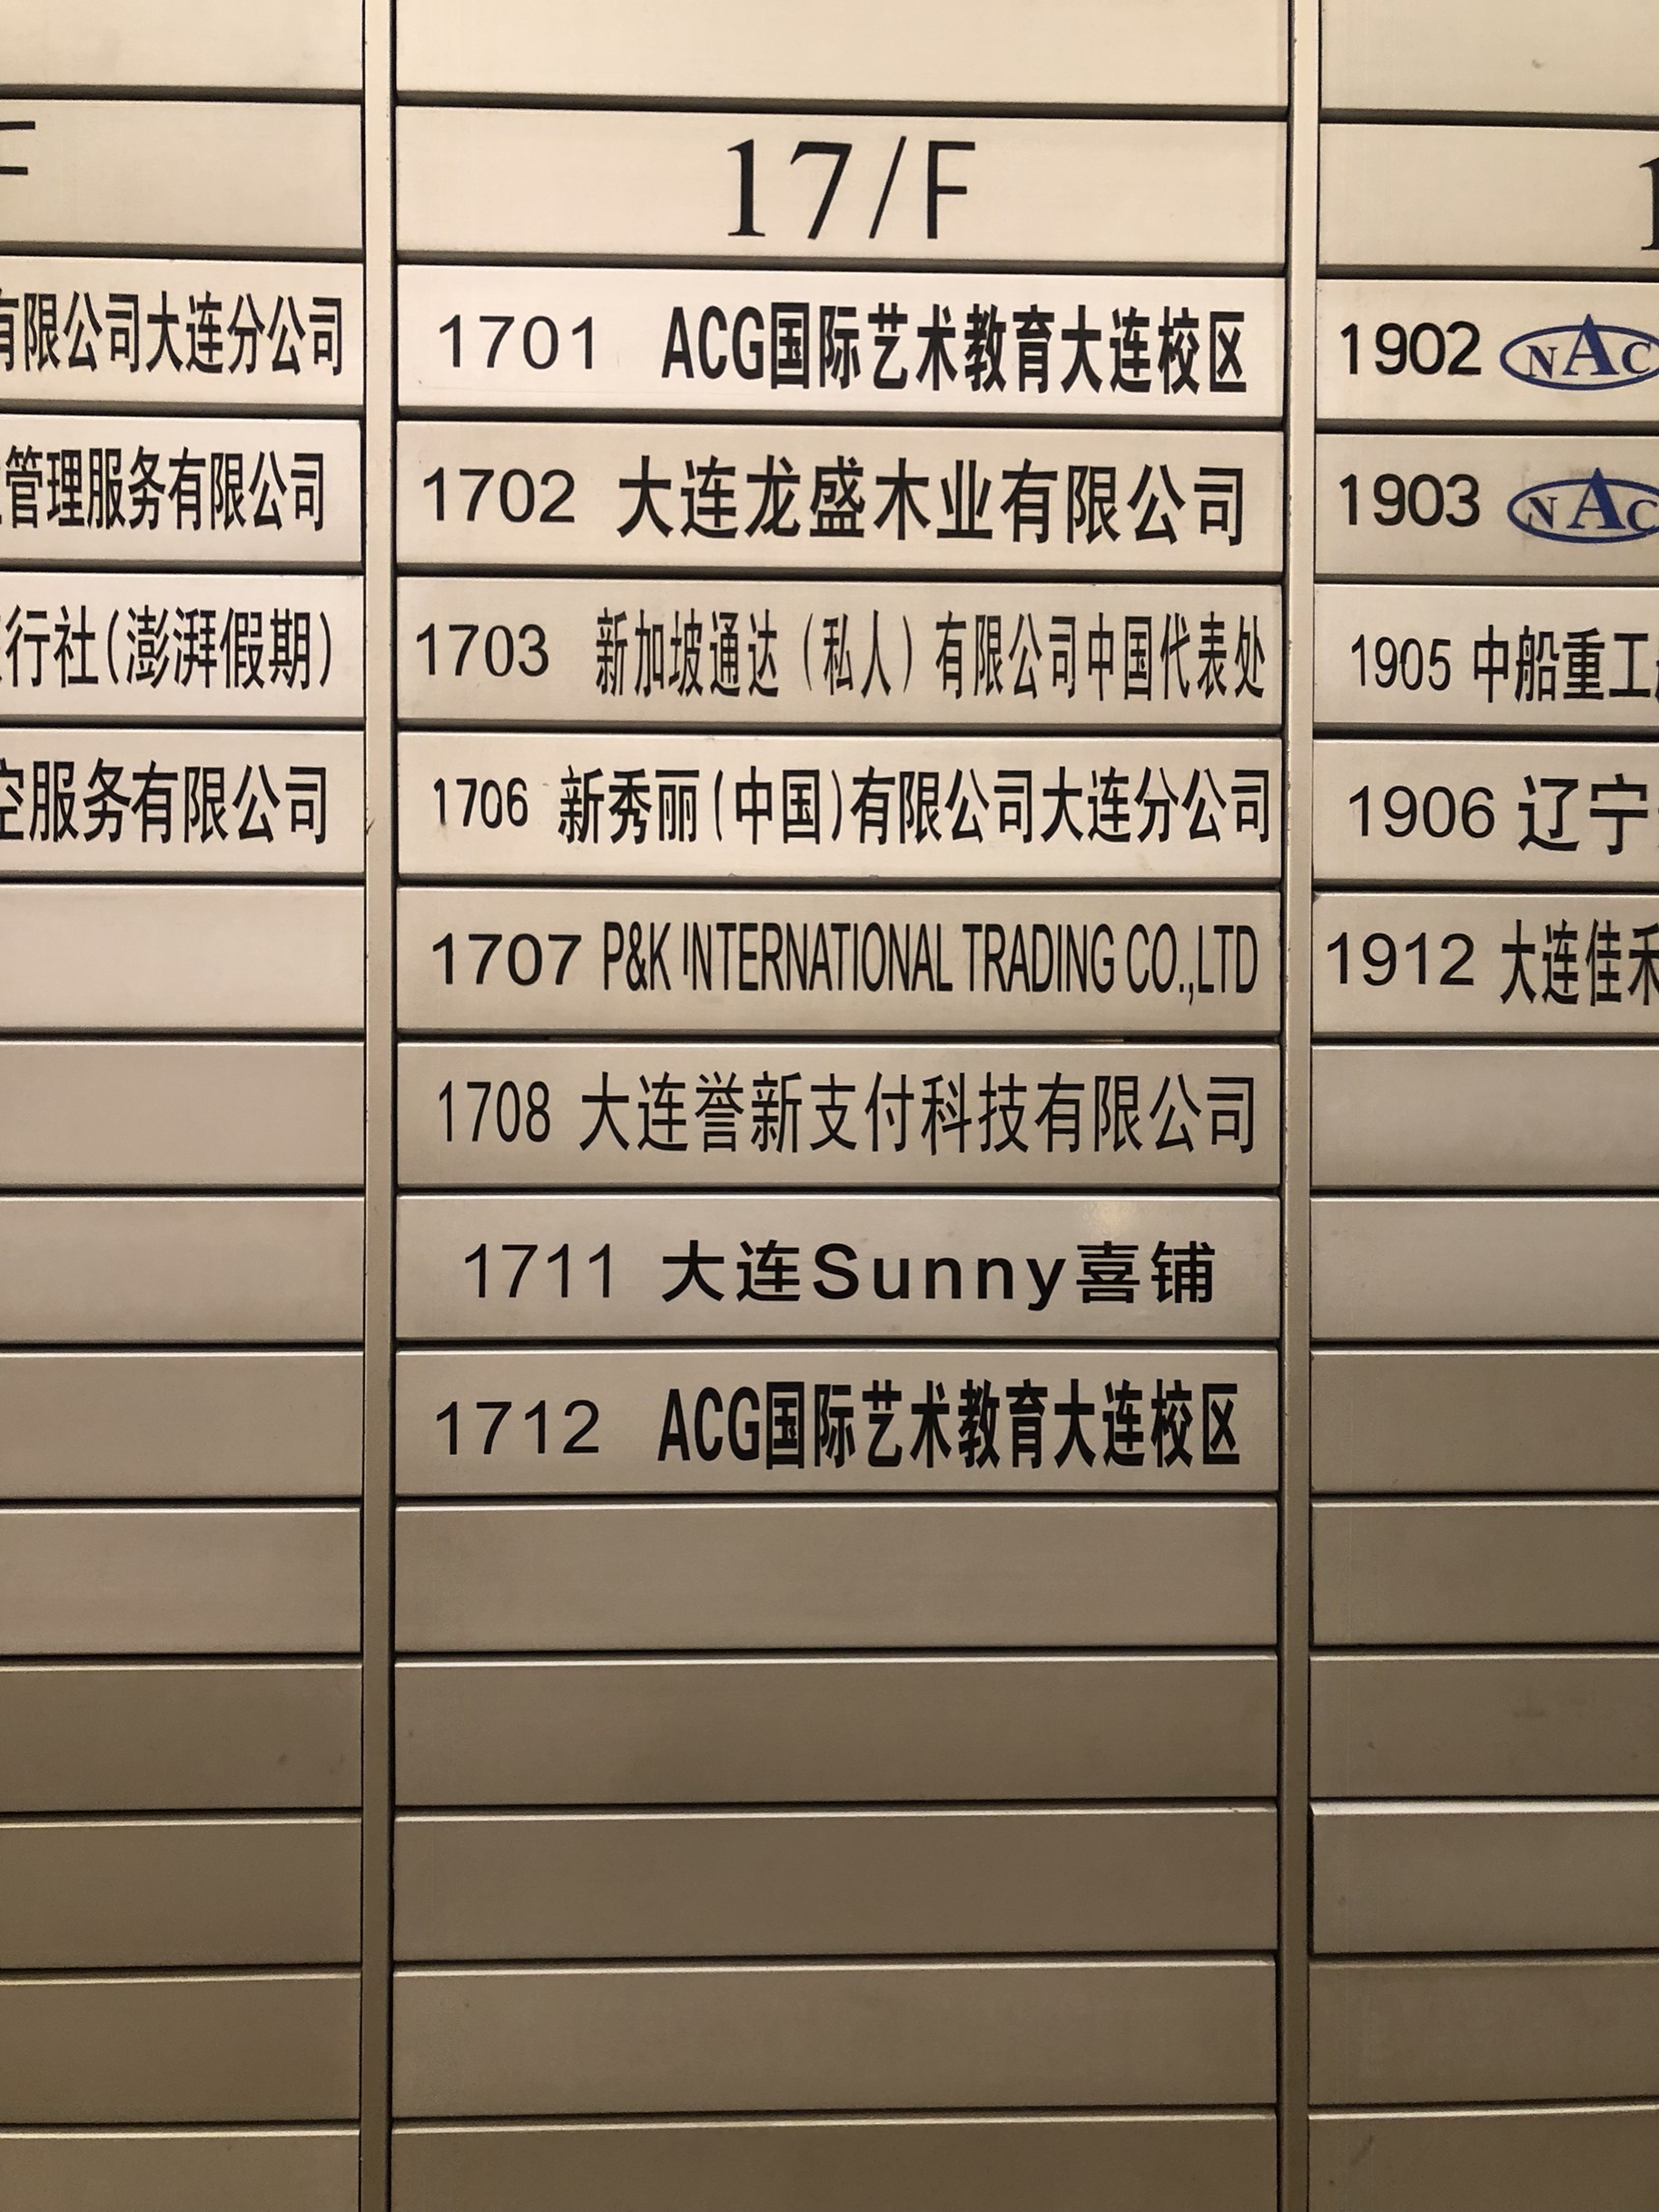 17/F
有限公司大连分公司
管理服务有限公司
行社(澎湃假期)
服务有限公司
1701 ACG国际艺术教育大连校区
1702 大连龙盛木业有限公司
1703 新加坡通达（私人）有限公司中国代表处
1706 新秀丽(中国)有限公司大连分公司
1707 P&K INTERNATIONAL TRADING CO.,LTD
1708 大连誉新支付科技有限公司
1711 大连Sunny喜铺
1712 ACG国际艺术教育大连校区
1902 NAC
1903 NAC
1905 中船重工
1906 辽宁
1912 大连佳禾